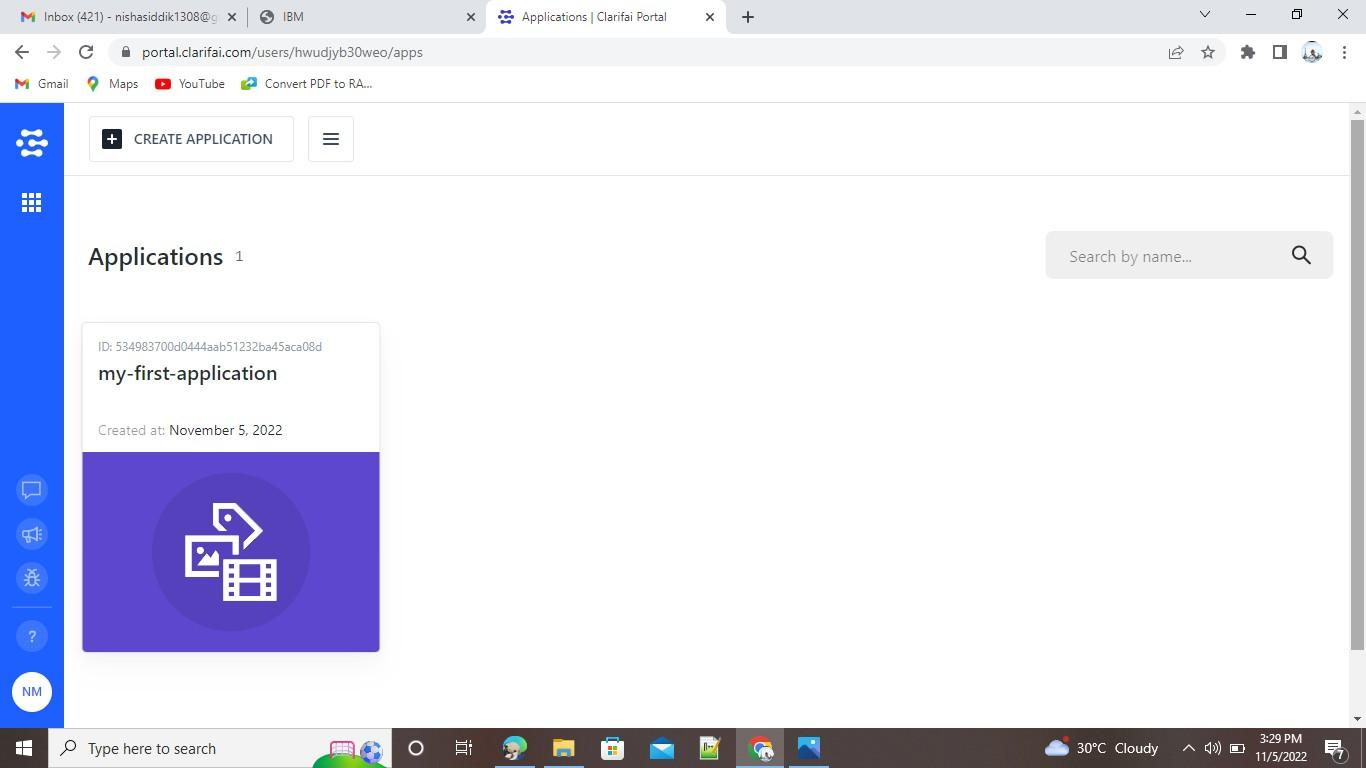 Inbox (421) - nishasiddik1308@g
IBM
Applications | Clarifai Portal
portal.clarifai.com/users/hwudjyb30weo/apps
Gmail
Maps
YouTube
Convert PDF to RA...
CREATE APPLICATION
Applications 1
Search by name...
ID: 534983700d0444aab51232ba45aca08d
my-first-application
Created at: November 5, 2022
?
NM
Type here to search
30°C Cloudy
3:29 PM
11/5/2022
7